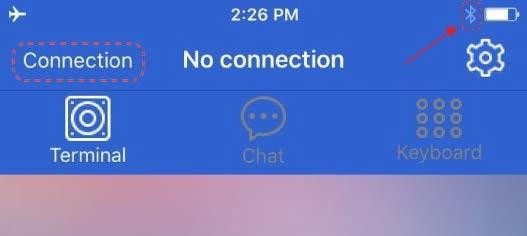 2:26 PM
Connection No connection
Terminal Chat Keyboard